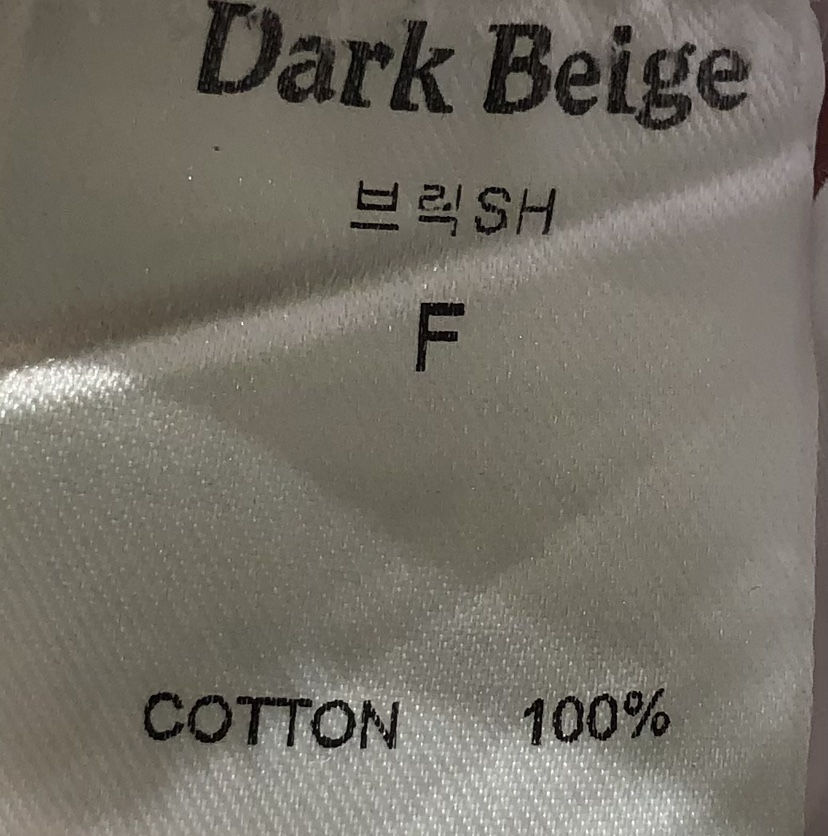 Dark Beige
브릭SH
F
COTTON 100%